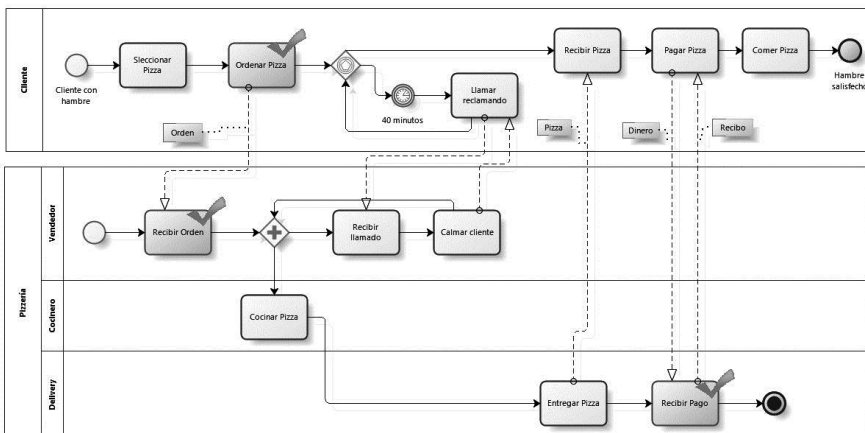 Cliente
Cliente con
hambre
Sleccionar
Pizza
Ordenar Pizza
Orden
40 minutos
Llamar
reclamando
Recibir Pizza
Pagar Pizza
Comer Pizza
Hambre
salisfecho
Pizza
Dinero
Recibo
Pizzería
Vendedor
Recibir Orden
Recibir
llamado
Calmar cliente
Cocinero
Cocinar Pizza
Delivery
Entregar Pizza
Recibir Pago